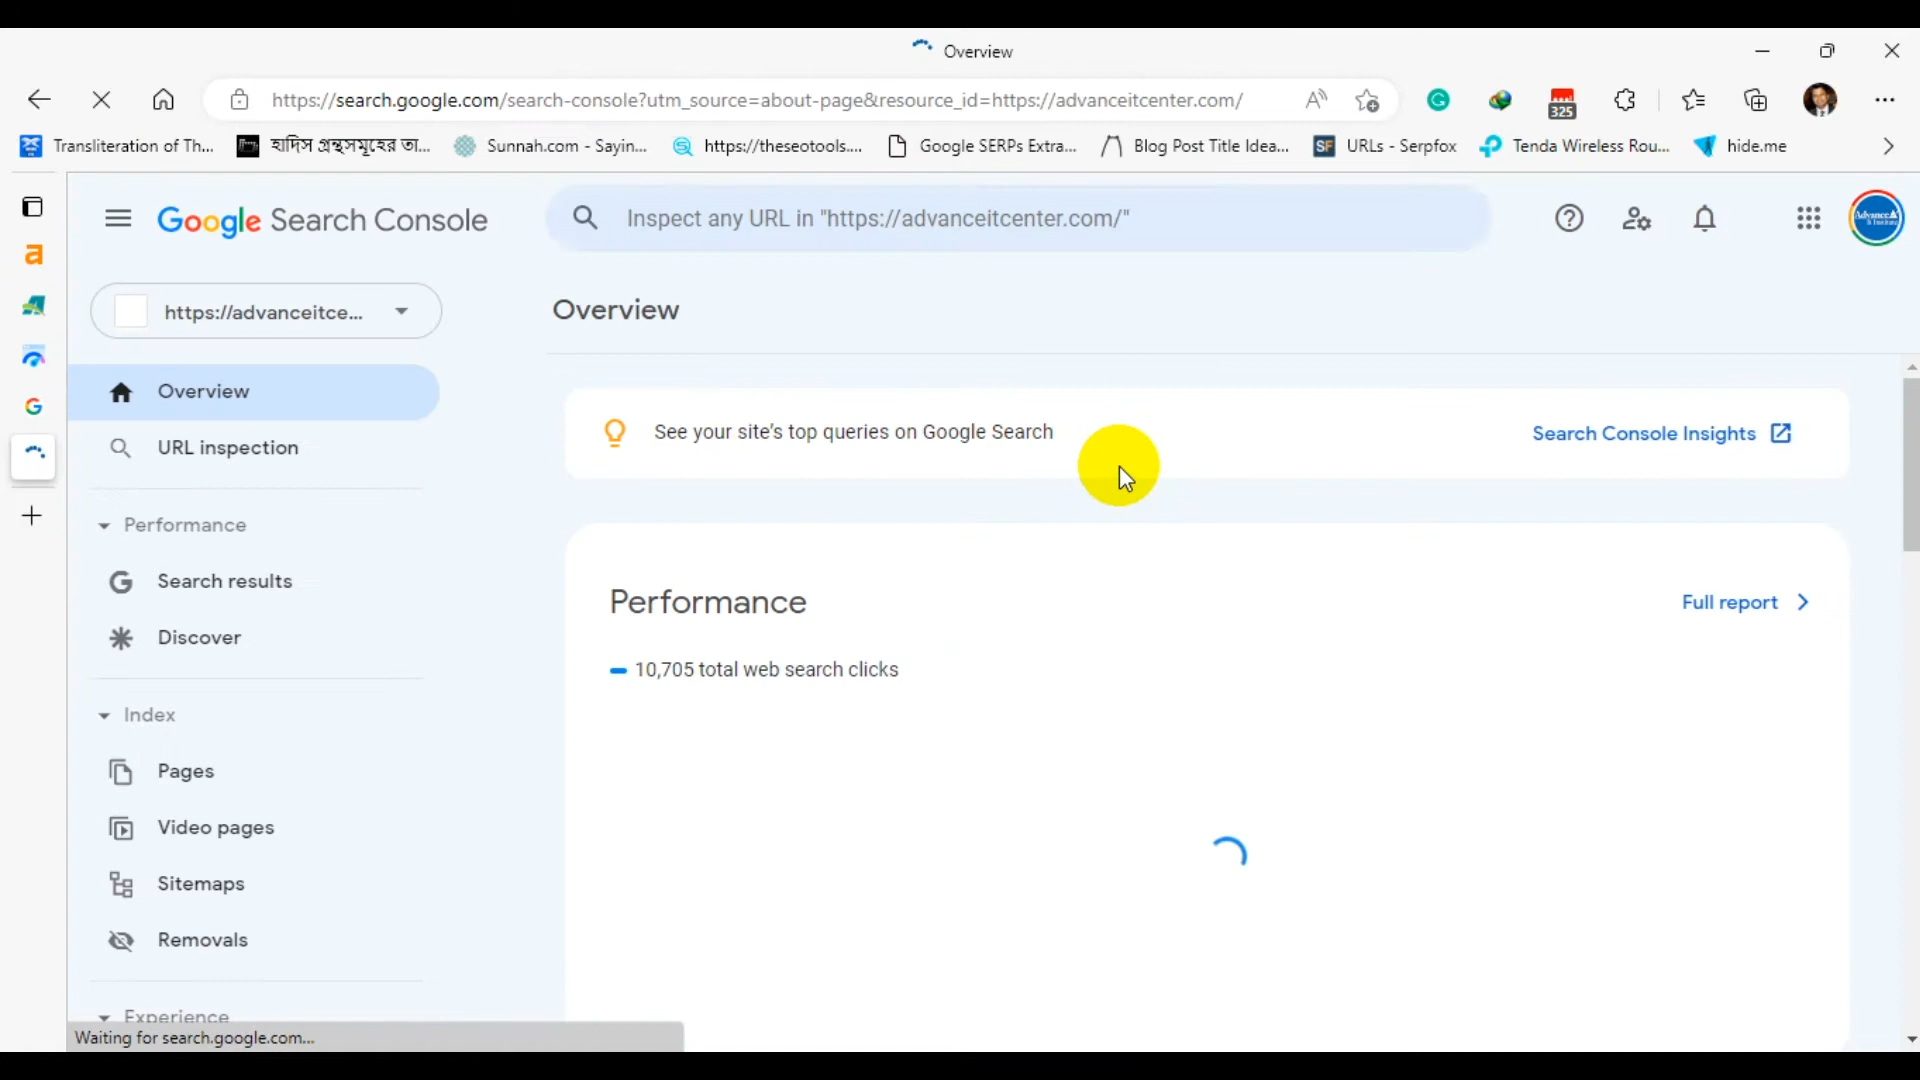 Overview
https://search.google.com/search-console?utm_source=about-page&resource_id=https://advanceitcenter.com/
325
Transliteration of Th...
হাদিস গ্রন্থসমূহের তা...
Sunnah.com - Sayin...
https://theseotools....
Google SERPs Extra...
Blog Post Title Idea...
SF URLs - Serpfox
Tenda Wireless Rou...
hide.me
Google Search Console
Inspect any URL in "https://advanceitcenter.com/"
https://advanceitce...
Overview
Overview
URL inspection
See your site's top queries on Google Search
Search Console Insights
Performance
Search results
Discover
Performance
Full report
10,705 total web search clicks
Index
Pages
Video pages
Sitemaps
Removals
Experience
Waiting for search.google.com...